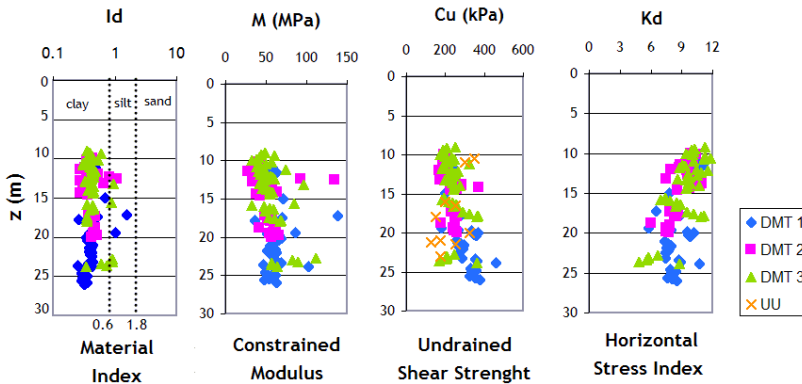 Id
M (MPa)
Cu (kPa)
Kd
0.1 1 10
0 50 100 150
0 200 400 600
0 3 6 9 12
clay silt sand
z (m)
0
5
10
15
20
25
30
0.6 1.8
0
5
10
15
20
25
30
0
5
10
15
20
25
30
0
5
10
15
20
25
30
DMT 1
DMT 2
DMT 3
UU
Material
Index
Constrained
Modulus
Undrained
Shear Strenght
Horizontal
Stress Index